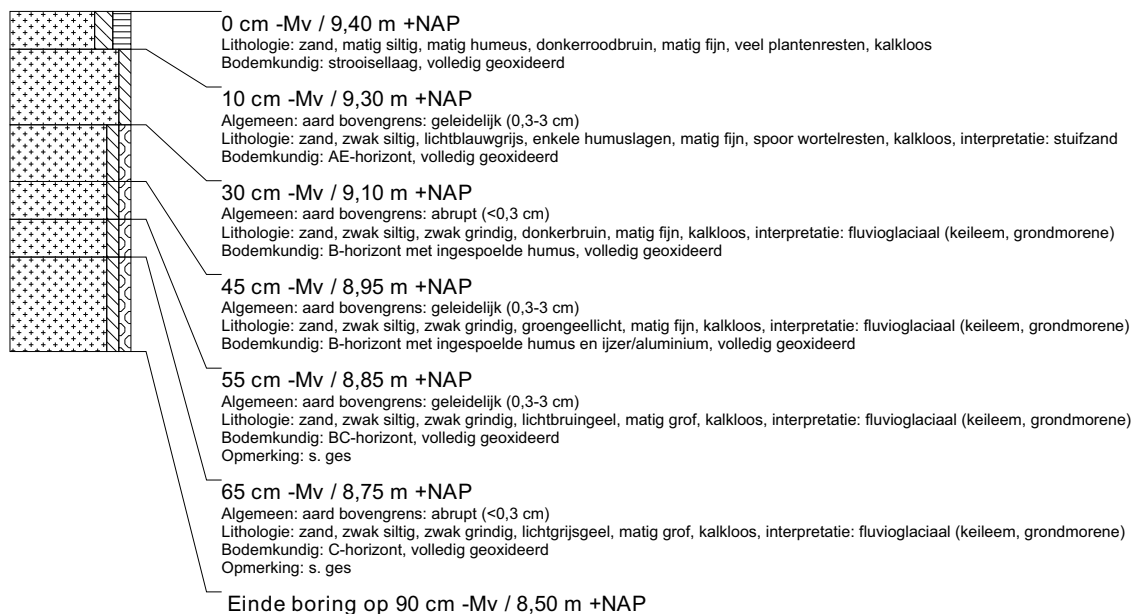 0 cm -Mv / 9,40 m +NAP
Lithologie: zand, matig siltig, matig humeus, donkerroodbruin, matig fijn, veel plantenresten, kalkloos
Bodemkundig: strooisellaag, volledig geoxideerd
10 cm -Mv / 9,30 m +NAP
Algemeen: aard bovengrens: geleidelijk (0,3-3 cm)
Lithologie: zand, zwak siltig, lichtblauwgrijs, enkele humuslagen, matig fijn, spoor wortelresten, kalkloos, interpretatie: stuifzand
Bodemkundig: AE-horizont, volledig geoxideerd
30 cm -Mv / 9,10 m +NAP
Algemeen: aard bovengrens: abrupt (<0,3 cm)
Lithologie: zand, zwak siltig, zwak grindig, donkerbruin, matig fijn, kalkloos, interpretatie: fluvioglaciaal (keileem, grondmorene)
Bodemkundig: B-horizont met ingespoelde humus, volledig geoxideerd
45 cm -Mv / 8,95 m +NAP
Algemeen: aard bovengrens: geleidelijk (0,3-3 cm)
Lithologie: zand, zwak siltig, zwak grindig, groengeellicht, matig fijn, kalkloos, interpretatie: fluvioglaciaal (keileem, grondmorene)
Bodemkundig: B-horizont met ingespoelde humus en ijzer/aluminium, volledig geoxideerd
55 cm -Mv / 8,85 m +NAP
Algemeen: aard bovengrens: geleidelijk (0,3-3 cm)
Lithologie: zand, zwak siltig, zwak grindig, lichtbruingeel, matig grof, kalkloos, interpretatie: fluvioglaciaal (keileem, grondmorene)
Bodemkundig: BC-horizont, volledig geoxideerd
Opmerking: s. ges
65 cm -Mv / 8,75 m +NAP
Algemeen: aard bovengrens: abrupt (<0,3 cm)
Lithologie: zand, zwak siltig, zwak grindig, lichtgrijsgeel, matig grof, kalkloos, interpretatie: fluvioglaciaal (keileem, grondmorene)
Bodemkundig: C-horizont, volledig geoxideerd
Opmerking: s. ges
Einde boring op 90 cm -Mv / 8,50 m +NAP